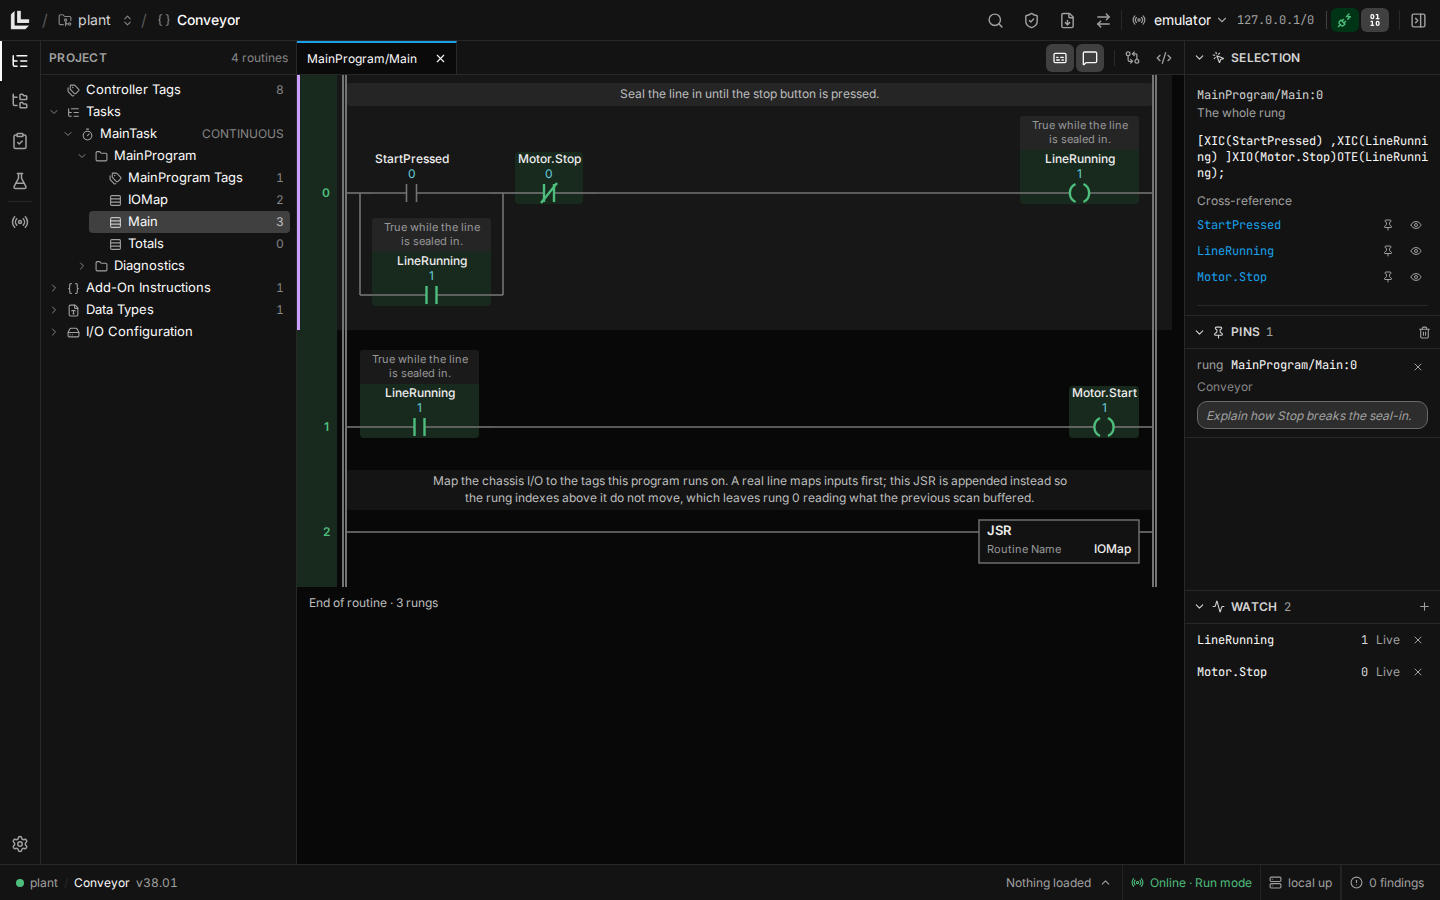 / plant / {} Conveyor
emulator 127.0.0.1/0
PROJECT 4 routines
Controller Tags 8
Tasks
MainTask CONTINUOUS
MainProgram
MainProgram Tags 1
IOMap 2
Main 3
Totals 0
Diagnostics
{} Add-On Instructions 1
Data Types 1
I/O Configuration
MainProgram/Main
Seal the line in until the stop button is pressed.
True while the line
is sealed in.
StartPressed
Motor.Stop
LineRunning
0
0
1
0
True while the line
is sealed in.
LineRunning
1
True while the line
is sealed in.
LineRunning
1
Motor.Start
1
1
Map the chassis I/O to the tags this program runs on. A real line maps inputs first; this JSR is appended instead so
the rung indexes above it do not move, which leaves rung 0 reading what the previous scan buffered.
2
JSR
Routine Name IOMap
End of routine · 3 rungs
SELECTION
MainProgram/Main:0
The whole rung
[XIC(StartPressed) ,XIC(LineRunni
ng) ]XIO(Motor.Stop)OTE(LineRunni
ng);
Cross-reference
StartPressed
LineRunning
Motor.Stop
PINS 1
rung MainProgram/Main:0
Conveyor
Explain how Stop breaks the seal-in.
WATCH 2
LineRunning 1 Live
Motor.Stop 0 Live
plant / Conveyor v38.01
Nothing loaded
Online · Run mode
local up
0 findings